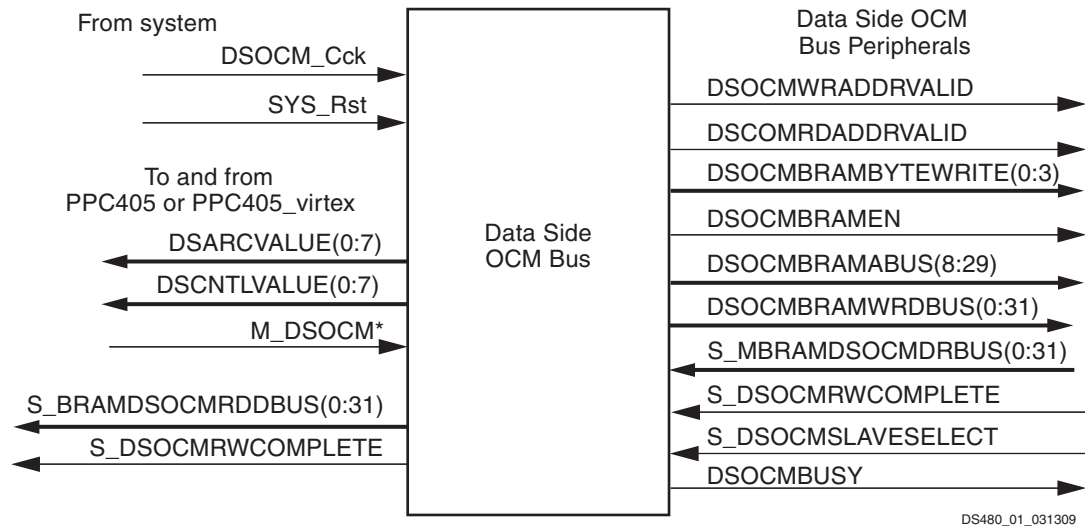 From system
DSOCM_Cck
SYS_Rst
To and from
PPC405 or PPC405_virtex
DSARCVALUE(0:7)
DSCNTLVALUE(0:7)
M_DSOCM*
S_BRAMDSOCMRDDBUS(0:31)
S_DSOCMRWCOMPLETE
Data Side
OCM Bus
Data Side OCM
Bus Peripherals
DSOCMWRADDRVALID
DSCOMRDADDRVALID
DSOCMBRAMBYTEWRITE(0:3)
DSOCMBRAMEN
DSOCMBRAMABUS(8:29)
DSOCMBRAMWRDBUS(0:31)
S_MBRAMDSOCMDRBUS(0:31)
S_DSOCMRWCOMPLETE
S_DSOCMSLAVESELECT
DSOCMBUSY
DS480_01_031309